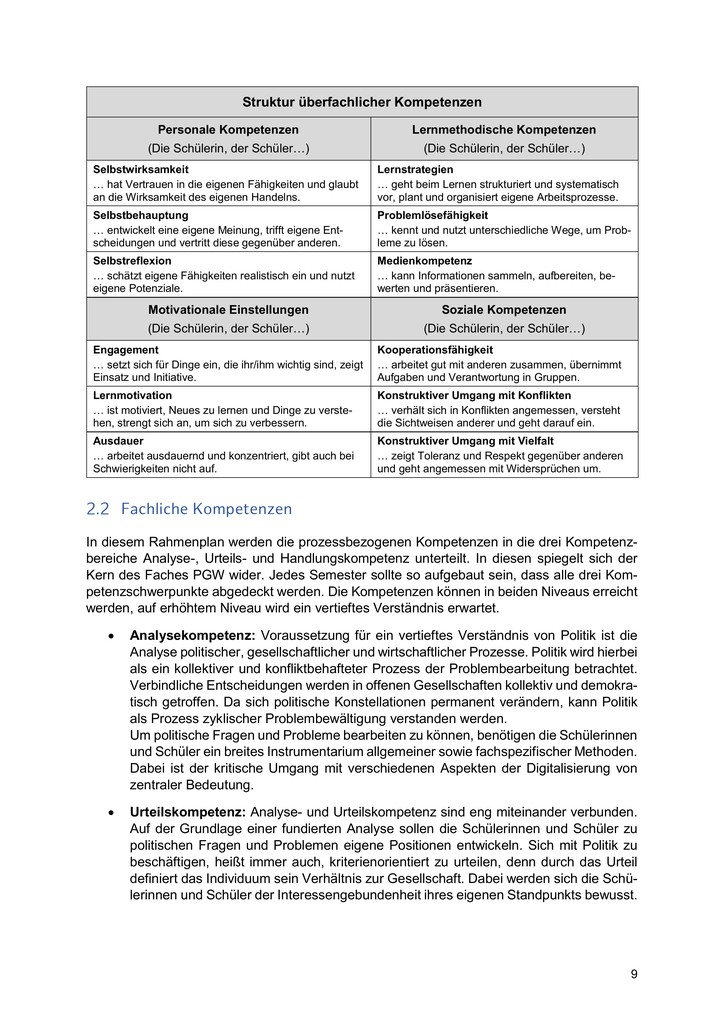 Struktur überfachlicher Kompetenzen
Personale Kompetenzen
(Die Schülerin, der Schüler…)
Lernmethodische Kompetenzen
(Die Schülerin, der Schüler…)
Selbstwirksamkeit
… hat Vertrauen in die eigenen Fähigkeiten und glaubt
an die Wirksamkeit des eigenen Handelns.
Lernstrategien
… geht beim Lernen strukturiert und systematisch
vor, plant und organisiert eigene Arbeitsprozesse.
Selbstbehauptung
… entwickelt eine eigene Meinung, trifft eigene Ent-
scheidungen und vertritt diese gegenüber anderen.
Problemlösefähigkeit
… kennt und nutzt unterschiedliche Wege, um Prob-
leme zu lösen.
Selbstreflexion
… schätzt eigene Fähigkeiten realistisch ein und nutzt
eigene Potenziale.
Medienkompetenz
… kann Informationen sammeln, aufbereiten, be-
werten und präsentieren.
Motivationale Einstellungen
(Die Schülerin, der Schüler…)
Soziale Kompetenzen
(Die Schülerin, der Schüler…)
Engagement
… setzt sich für Dinge ein, die ihr/ihm wichtig sind, zeigt
Einsatz und Initiative.
Kooperationsfähigkeit
… arbeitet gut mit anderen zusammen, übernimmt
Aufgaben und Verantwortung in Gruppen.
Lernmotivation
… ist motiviert, Neues zu lernen und Dinge zu verste-
hen, strengt sich an, um sich zu verbessern.
Konstruktiver Umgang mit Konflikten
… verhält sich in Konflikten angemessen, versteht
die Sichtweisen anderer und geht darauf ein.
Ausdauer
… arbeitet ausdauernd und konzentriert, gibt auch bei
Schwierigkeiten nicht auf.
Konstruktiver Umgang mit Vielfalt
… zeigt Toleranz und Respekt gegenüber anderen
und geht angemessen mit Widersprüchen um.
2.2 Fachliche Kompetenzen
In diesem Rahmenplan werden die prozessbezogenen Kompetenzen in die drei Kompetenz-
bereiche Analyse-, Urteils- und Handlungskompetenz unterteilt. In diesen spiegelt sich der
Kern des Faches PGW wider. Jedes Semester sollte so aufgebaut sein, dass alle drei Kom-
petenzschwerpunkte abgedeckt werden. Die Kompetenzen können in beiden Niveaus erreicht
werden, auf erhöhtem Niveau wird ein vertieftes Verständnis erwartet.
• Analysekompetenz: Voraussetzung für ein vertieftes Verständnis von Politik ist die
Analyse politischer, gesellschaftlicher und wirtschaftlicher Prozesse. Politik wird hierbei
als ein kollektiver und konfliktbehafteter Prozess der Problembearbeitung betrachtet.
Verbindliche Entscheidungen werden in offenen Gesellschaften kollektiv und demokra-
tisch getroffen. Da sich politische Konstellationen permanent verändern, kann Politik
als Prozess zyklischer Problembewältigung verstanden werden.
Um politische Fragen und Probleme bearbeiten zu können, benötigen die Schülerinnen
und Schüler ein breites Instrumentarium allgemeiner sowie fachspezifischer Methoden.
Dabei ist der kritische Umgang mit verschiedenen Aspekten der Digitalisierung von
zentraler Bedeutung.
• Urteilskompetenz: Analyse- und Urteilskompetenz sind eng miteinander verbunden.
Auf der Grundlage einer fundierten Analyse sollen die Schülerinnen und Schüler zu
politischen Fragen und Problemen eigene Positionen entwickeln. Sich mit Politik zu
beschäftigen, heißt immer auch, kriterienorientiert zu urteilen, denn durch das Urteil
definiert das Individuum sein Verhältnis zur Gesellschaft. Dabei werden sich die Schü-
lerinnen und Schüler der Interessengebundenheit ihres eigenen Standpunkts bewusst.
9